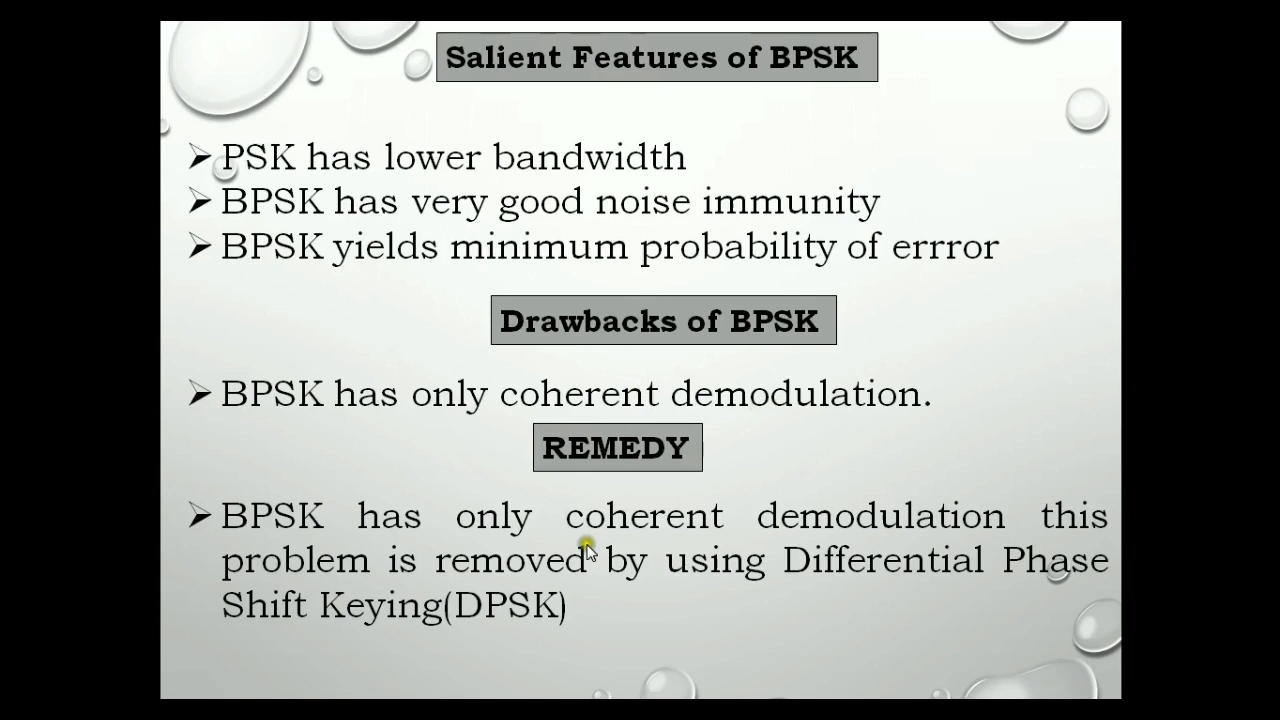 Salient Features of BPSK
PSK has lower bandwidth
BPSK has very good noise immunity
BPSK yields minimum probability of errror
Drawbacks of BPSK
BPSK has only coherent demodulation.
REMEDY
BPSK has only coherent demodulation this
problem is removed by using Differential Phase
Shift Keying(DPSK)